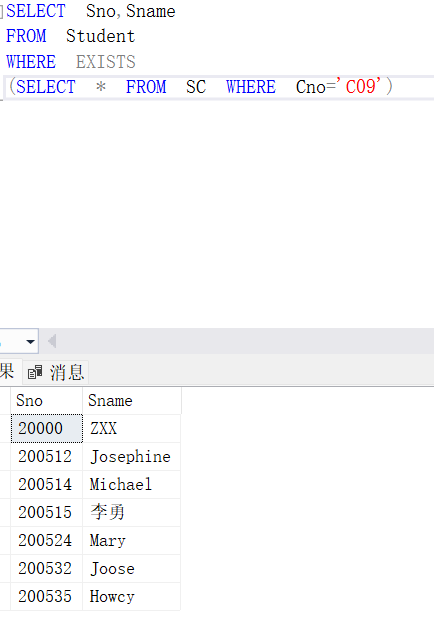 SELECT Sno,Sname
FROM Student
WHERE EXISTS
(SELECT * FROM SC WHERE Cno='C09')
果 消息
Sno Sname
20000 ZXX
200512 Josephine
200514 Michael
200515 李勇
200524 Mary
200532 Joose
200535 Howcy